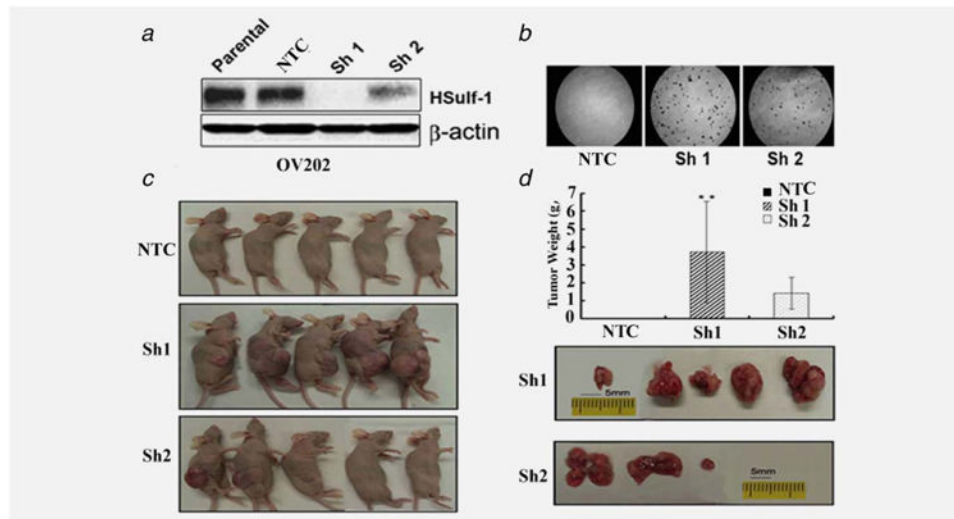 a
Parental NTC Sh 1 Sh 2
HSulf-1
β-actin
OV202
b
NTC Sh 1 Sh 2
c
NTC
Sh1
Sh2
d
Tumor Weight (g,
7
6
5
4
3
2
1
0
* *
NTC
Sh 1
Sh 2
NTC Sh1 Sh2
Sh1
5mm
Sh2
5mm